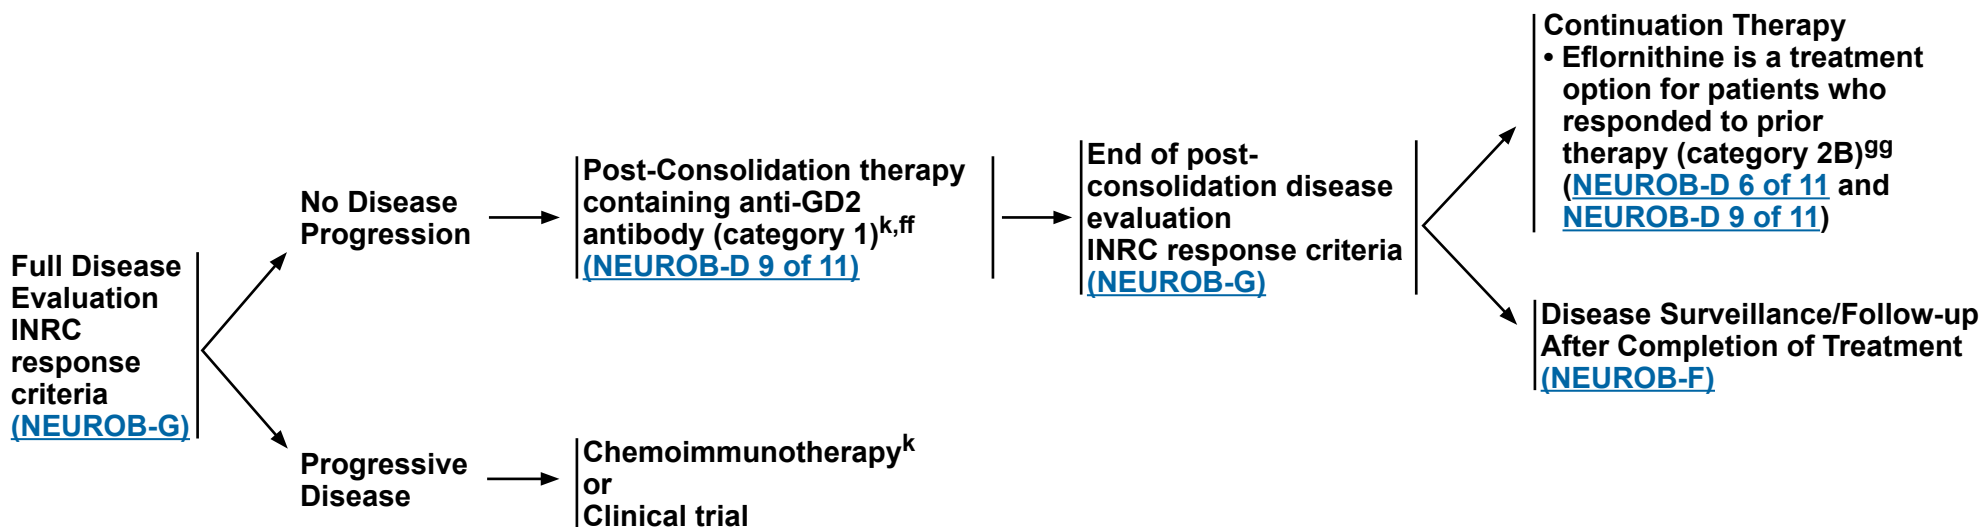 Full Disease
Evaluation
INRC
response
criteria
(NEUROB-G)
No Disease
Progression
Post-Consolidation therapy
containing anti-GD2
antibody (category 1)k,ff
(NEUROB-D 9 of 11)
End of post-
consolidation disease
evaluation
INRC response criteria
(NEUROB-G)
Continuation Therapy
• Eflornithine is a treatment
option for patients who
responded to prior
therapy (category 2B)gg
(NEUROB-D 6 of 11 and
NEUROB-D 9 of 11)
Disease Surveillance/Follow-up
After Completion of Treatment
(NEUROB-F)
Progressive
Disease
Chemoimmunotherapyk
or
Clinical trial